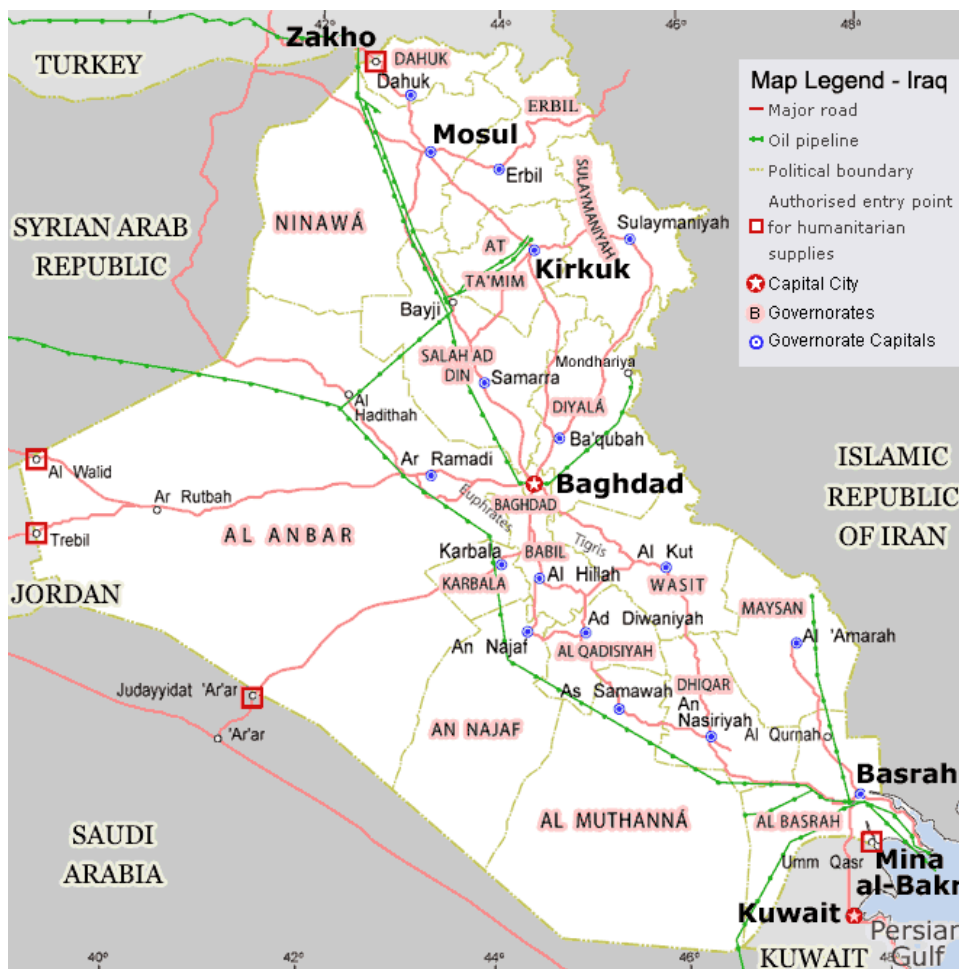 42
44
46
48
Zakho
DAHUK
TURKEY
Dahuk
ERBIL
Mosul
Erbil
SULAYMANIYAH
NINAWÁ
Sulaymaniyah
SYRIAN ARAB
REPUBLIC
AT
TA'MIM
Kirkuk
Bayji
SALAH AD
DIN
Mondhariya
Samarra
DIYALÁ
Al
Hadithah
Ba'qubah
Ar Ramadi
Baghdad
Al Walid
Ar Rutbah
Euphrates
BAGHDAD
ISLAMIC
REPUBLIC
OF IRAN
AL ANBAR
Trebil
Tigris
Karbala
BABIL
Al Kut
KARBALA
Al Hillah
WASIT
JORDAN
MAYSAN
Ad Diwaniyah
Al 'Amarah
An Najaf
AL QADISIYAH
Judayyidat 'Ar'ar
As Samawah
DHIQAR
An
Nasiriyah
AN NAJAF
'Ar'ar
Al Qurnah
Basrah
AL MUTHANNÁ
AL BASRAH
SAUDI
ARABIA
Umm Qasr
Mina
al-Bakr
Kuwait
Persian
Gulf
KUWAIT
40
42
44
46
48
Map Legend - Iraq
Major road
Oil pipeline
Political boundary
Authorised entry point
for humanitarian
supplies
Capital City
B Governorates
Governorate Capitals